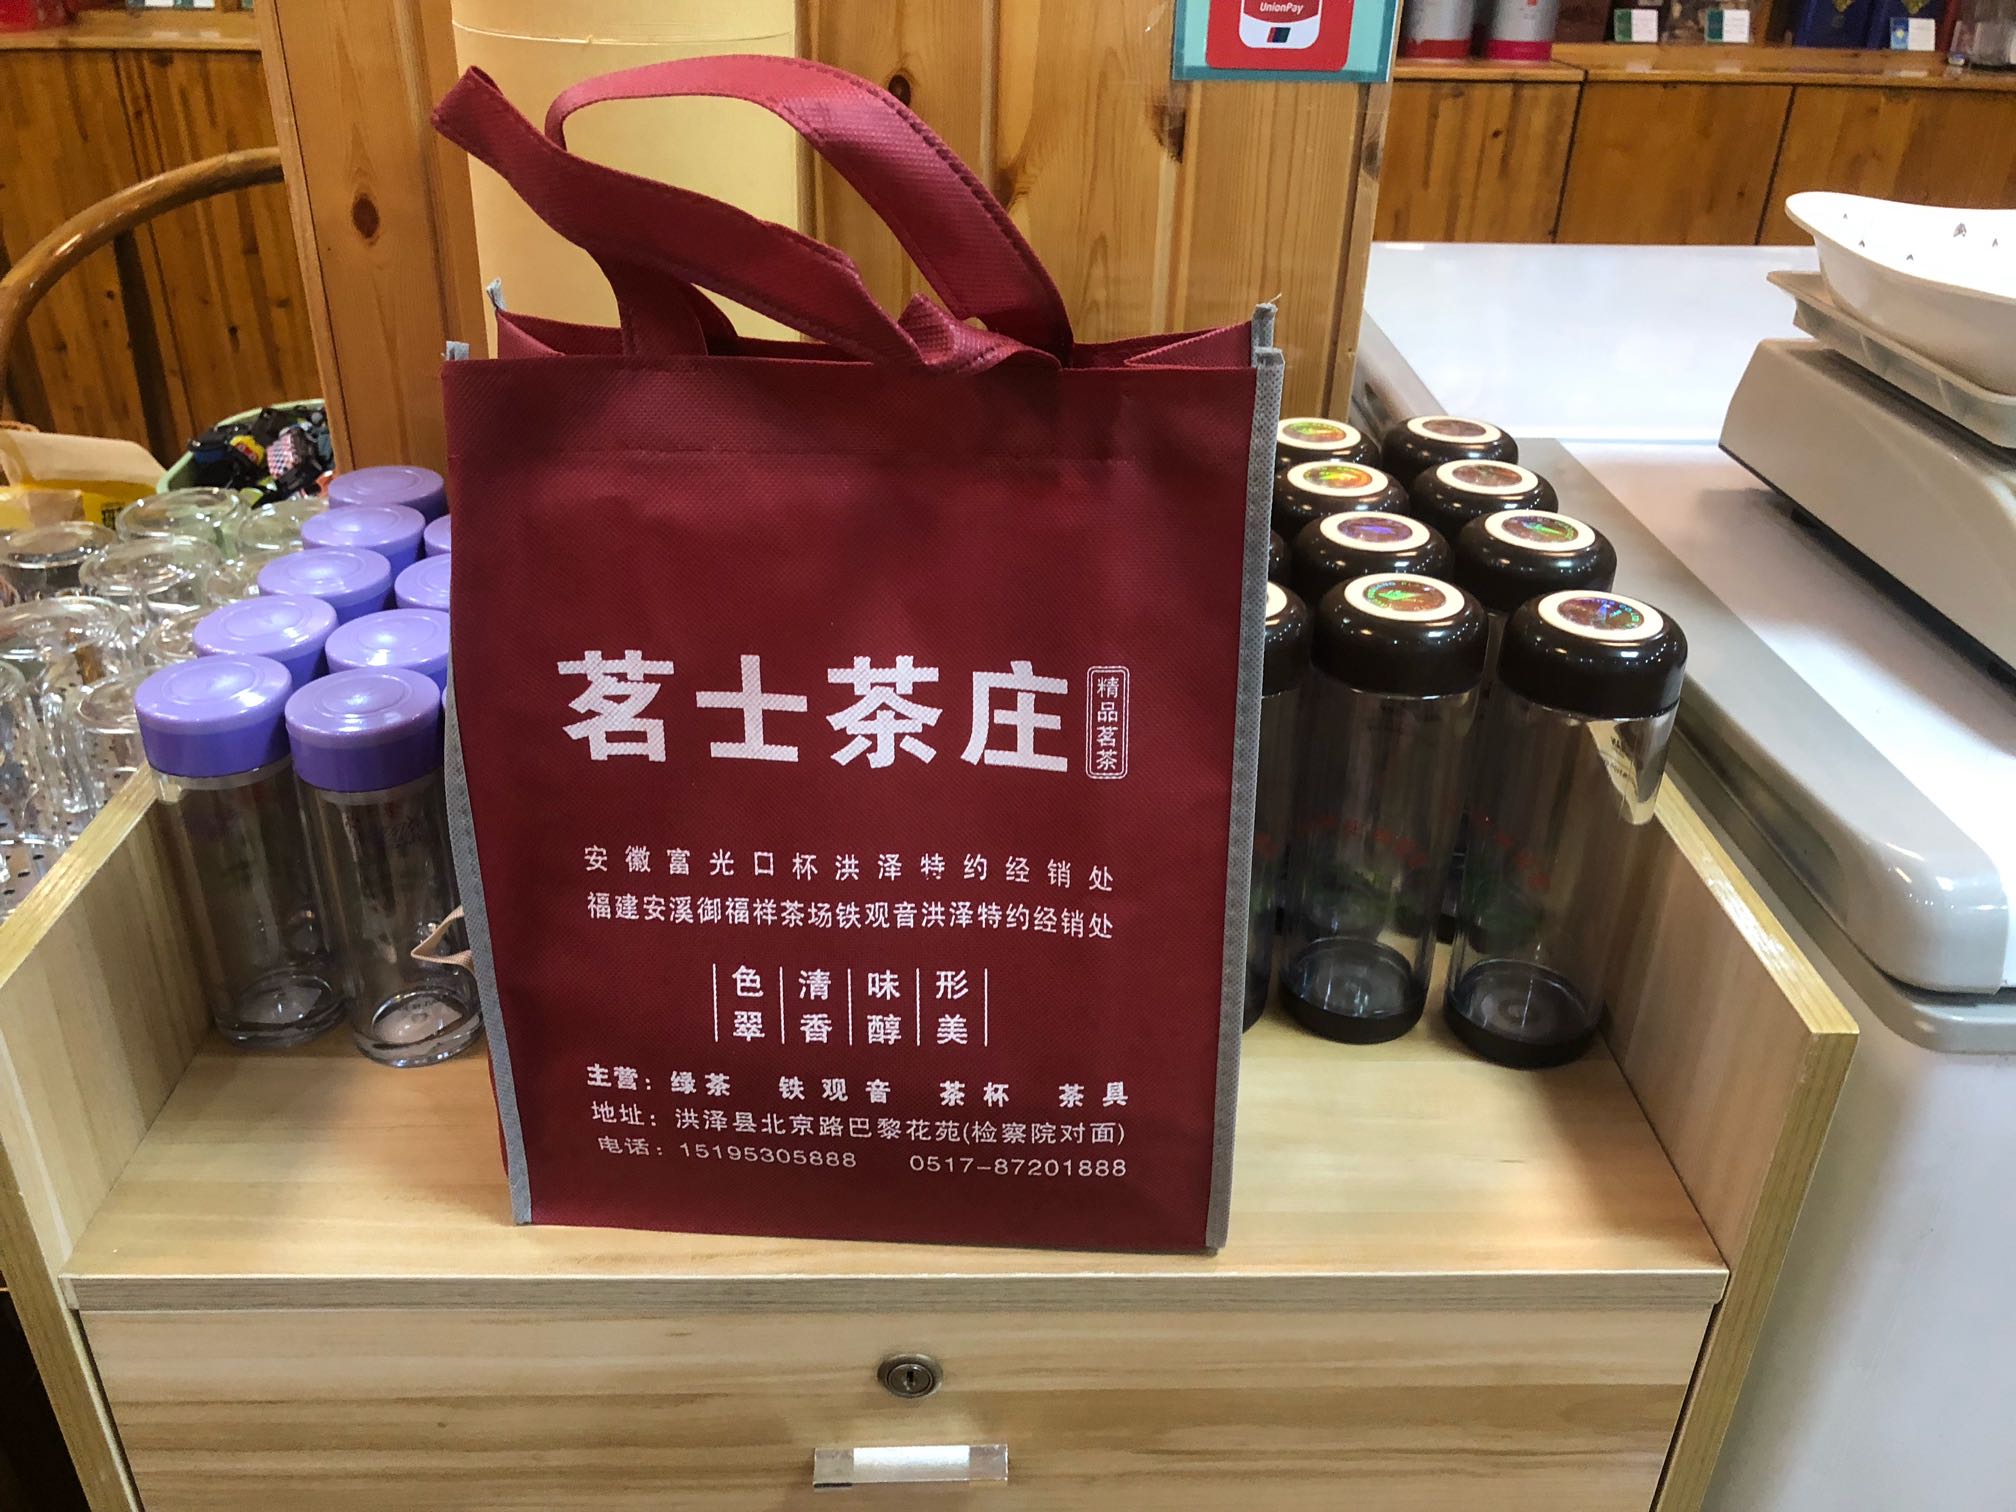 UnionPay
茗士茶庄
精品茗茶
安徽富光口杯洪泽特约经销处
福建安溪御福祥茶场铁观音洪泽特约经销处
色翠
清香
味醇
形美
主营：绿茶 铁观音 茶杯 茶具
地址：洪泽县北京路巴黎花苑(检察院对面)
电话：15195305888 0517-87201888